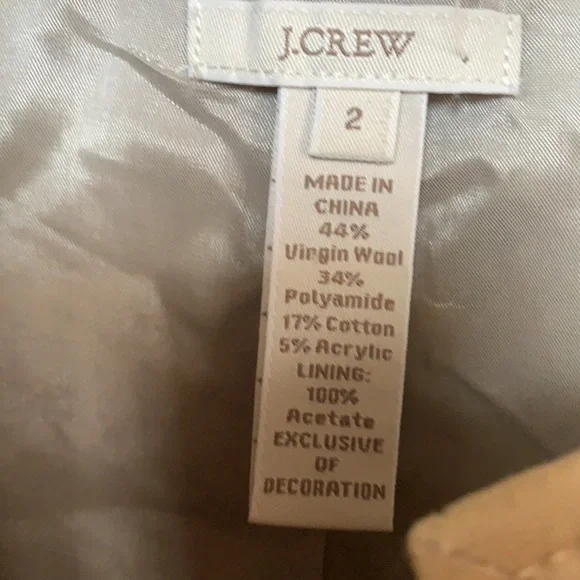 J.CREW
2
MADE IN
CHINA
44%
Virgin Wool
34%
Polyamide
17% Cotton
5% Acrylic
LINING:
100%
Acetate
EXCLUSIVE
OF
DECORATION